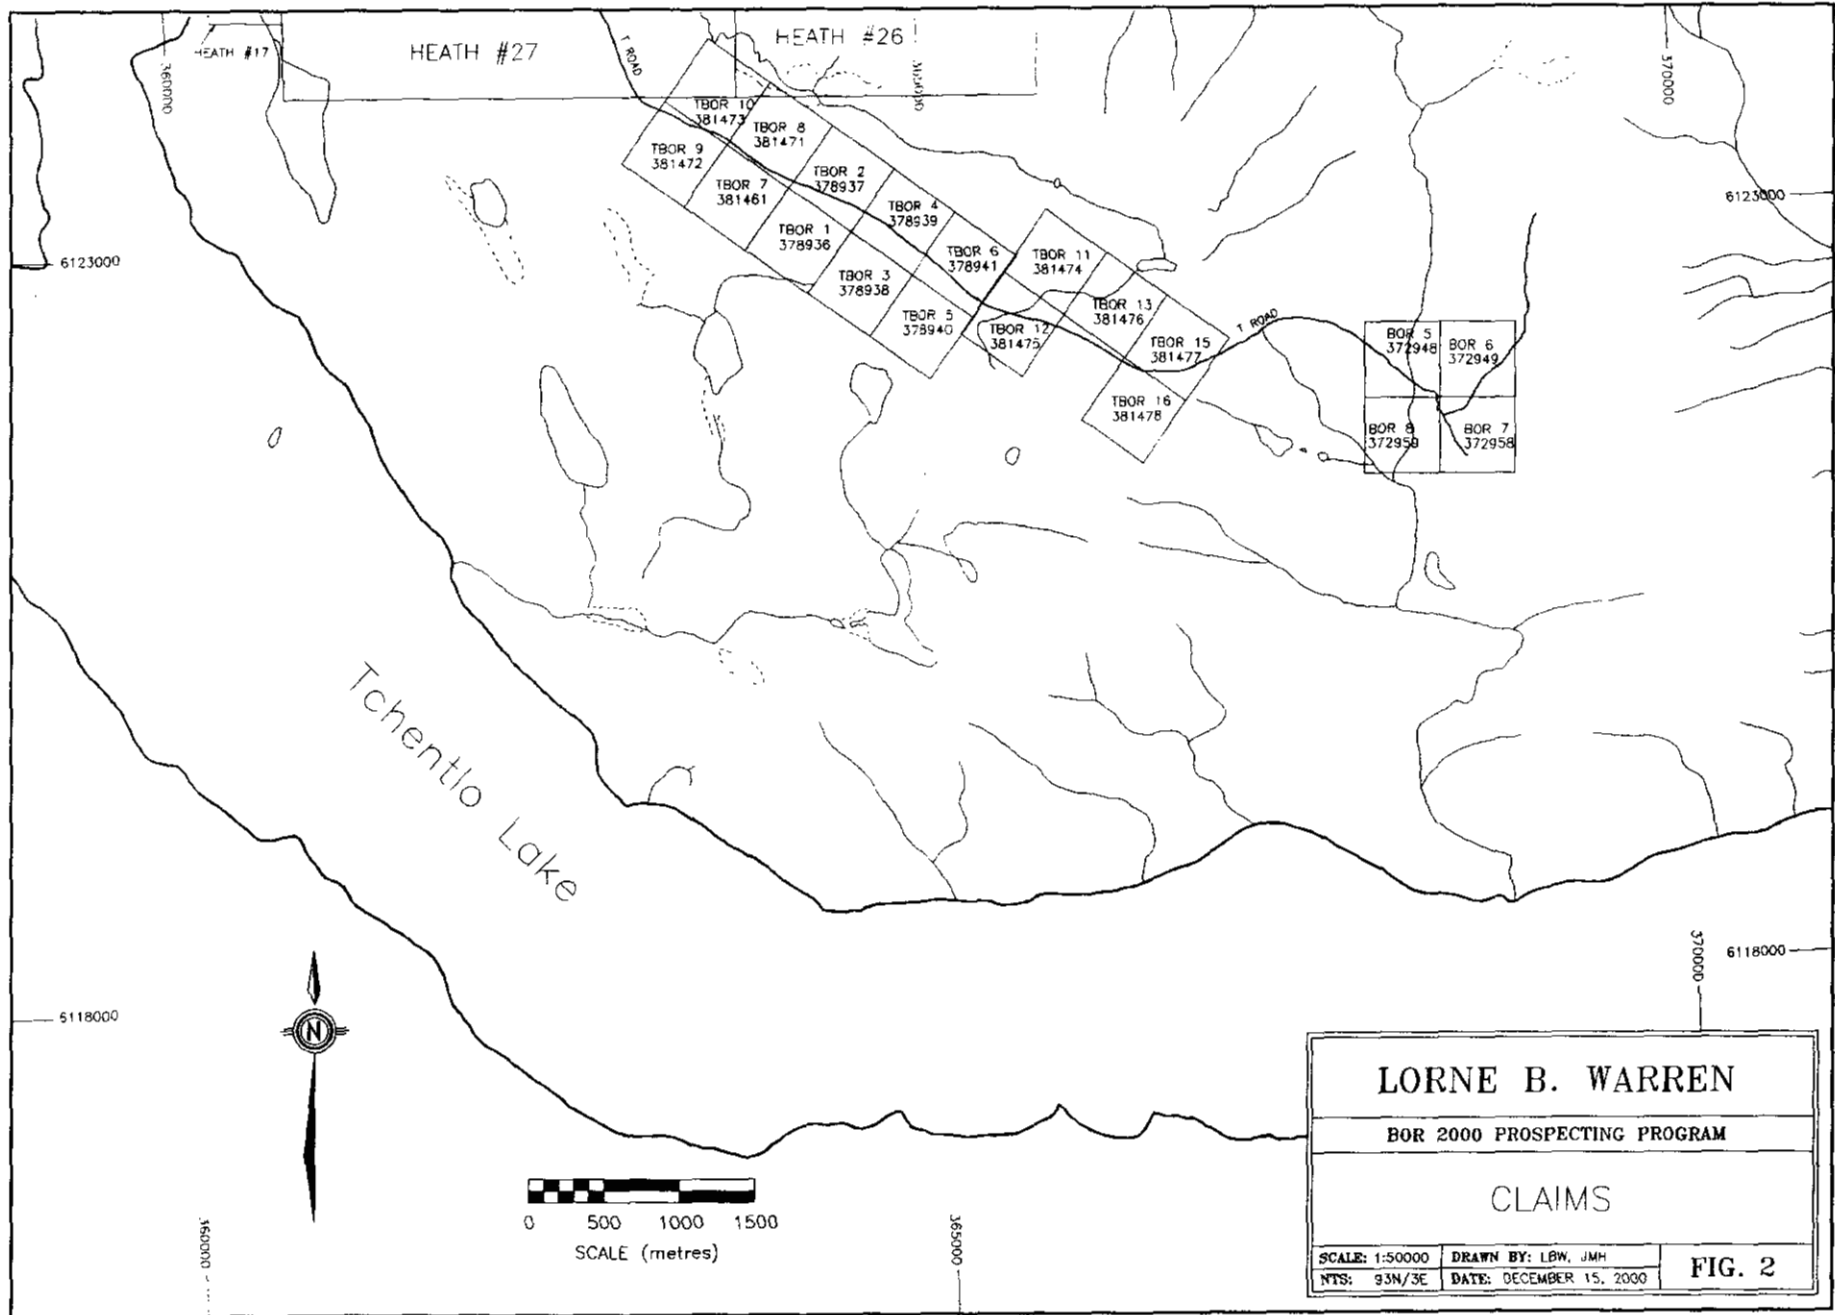 HEATH #17
HEATH #27
HEATH #26
360000
T ROAD
370000
TBOR 10
381473
TBOR 8
381471
TBOR 9
381472
TBOR 2
378937
TBOR 7
381461
TBOR 4
378939
TBOR 1
378936
TBOR 6
378941
TBOR 11
381474
TBOR 3
378938
TBOR 13
381476
TBOR 5
378940
TBOR 12
381475
TBOR 15
381477
TBOR 16
381478
T ROAD
BOR 5
372948
BOR 6
372949
BOR 8
372959
BOR 7
372958
6123000
6123000
Tchentlo Lake
370000
6118000
6118000
N
0 500 1000 1500
SCALE (metres)
360000
365000
LORNE B. WARREN
BOR 2000 PROSPECTING PROGRAM
CLAIMS
SCALE: 1:50000
DRAWN BY: LBW, JMH
NTS: 93N/3E
DATE: DECEMBER 15, 2000
FIG. 2